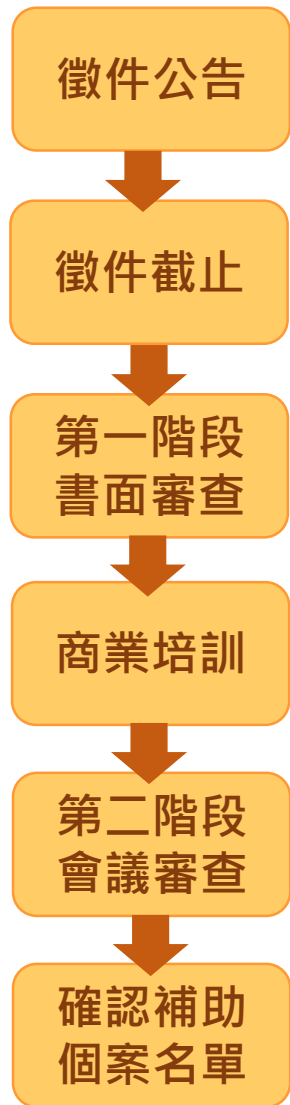 徵件公告
徵件截止
第一階段
書面審查
商業培訓
第二階段
會議審查
確認補助
個案名單